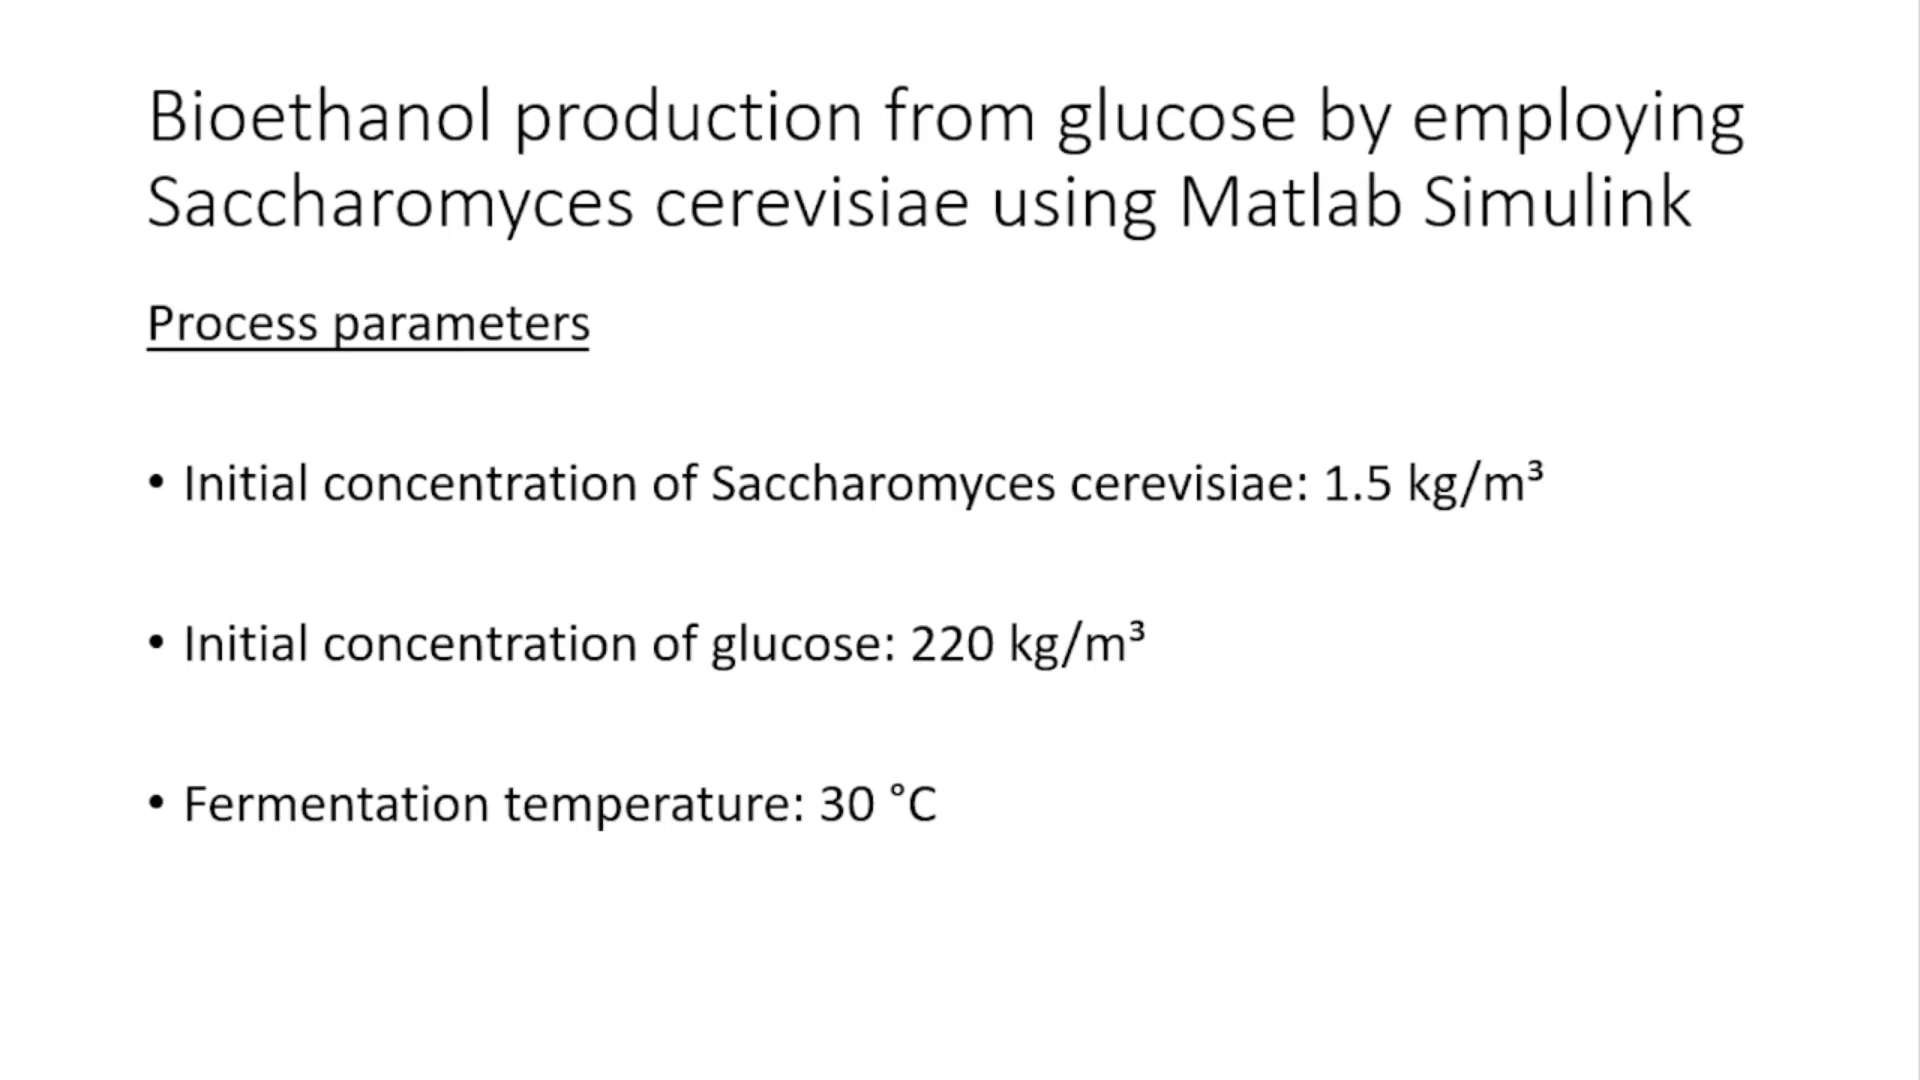 Bioethanol production from glucose by employing
Saccharomyces cerevisiae using Matlab Simulink
Process parameters
• Initial concentration of Saccharomyces cerevisiae: 1.5 kg/m³
• Initial concentration of glucose: 220 kg/m³
• Fermentation temperature: 30 °C